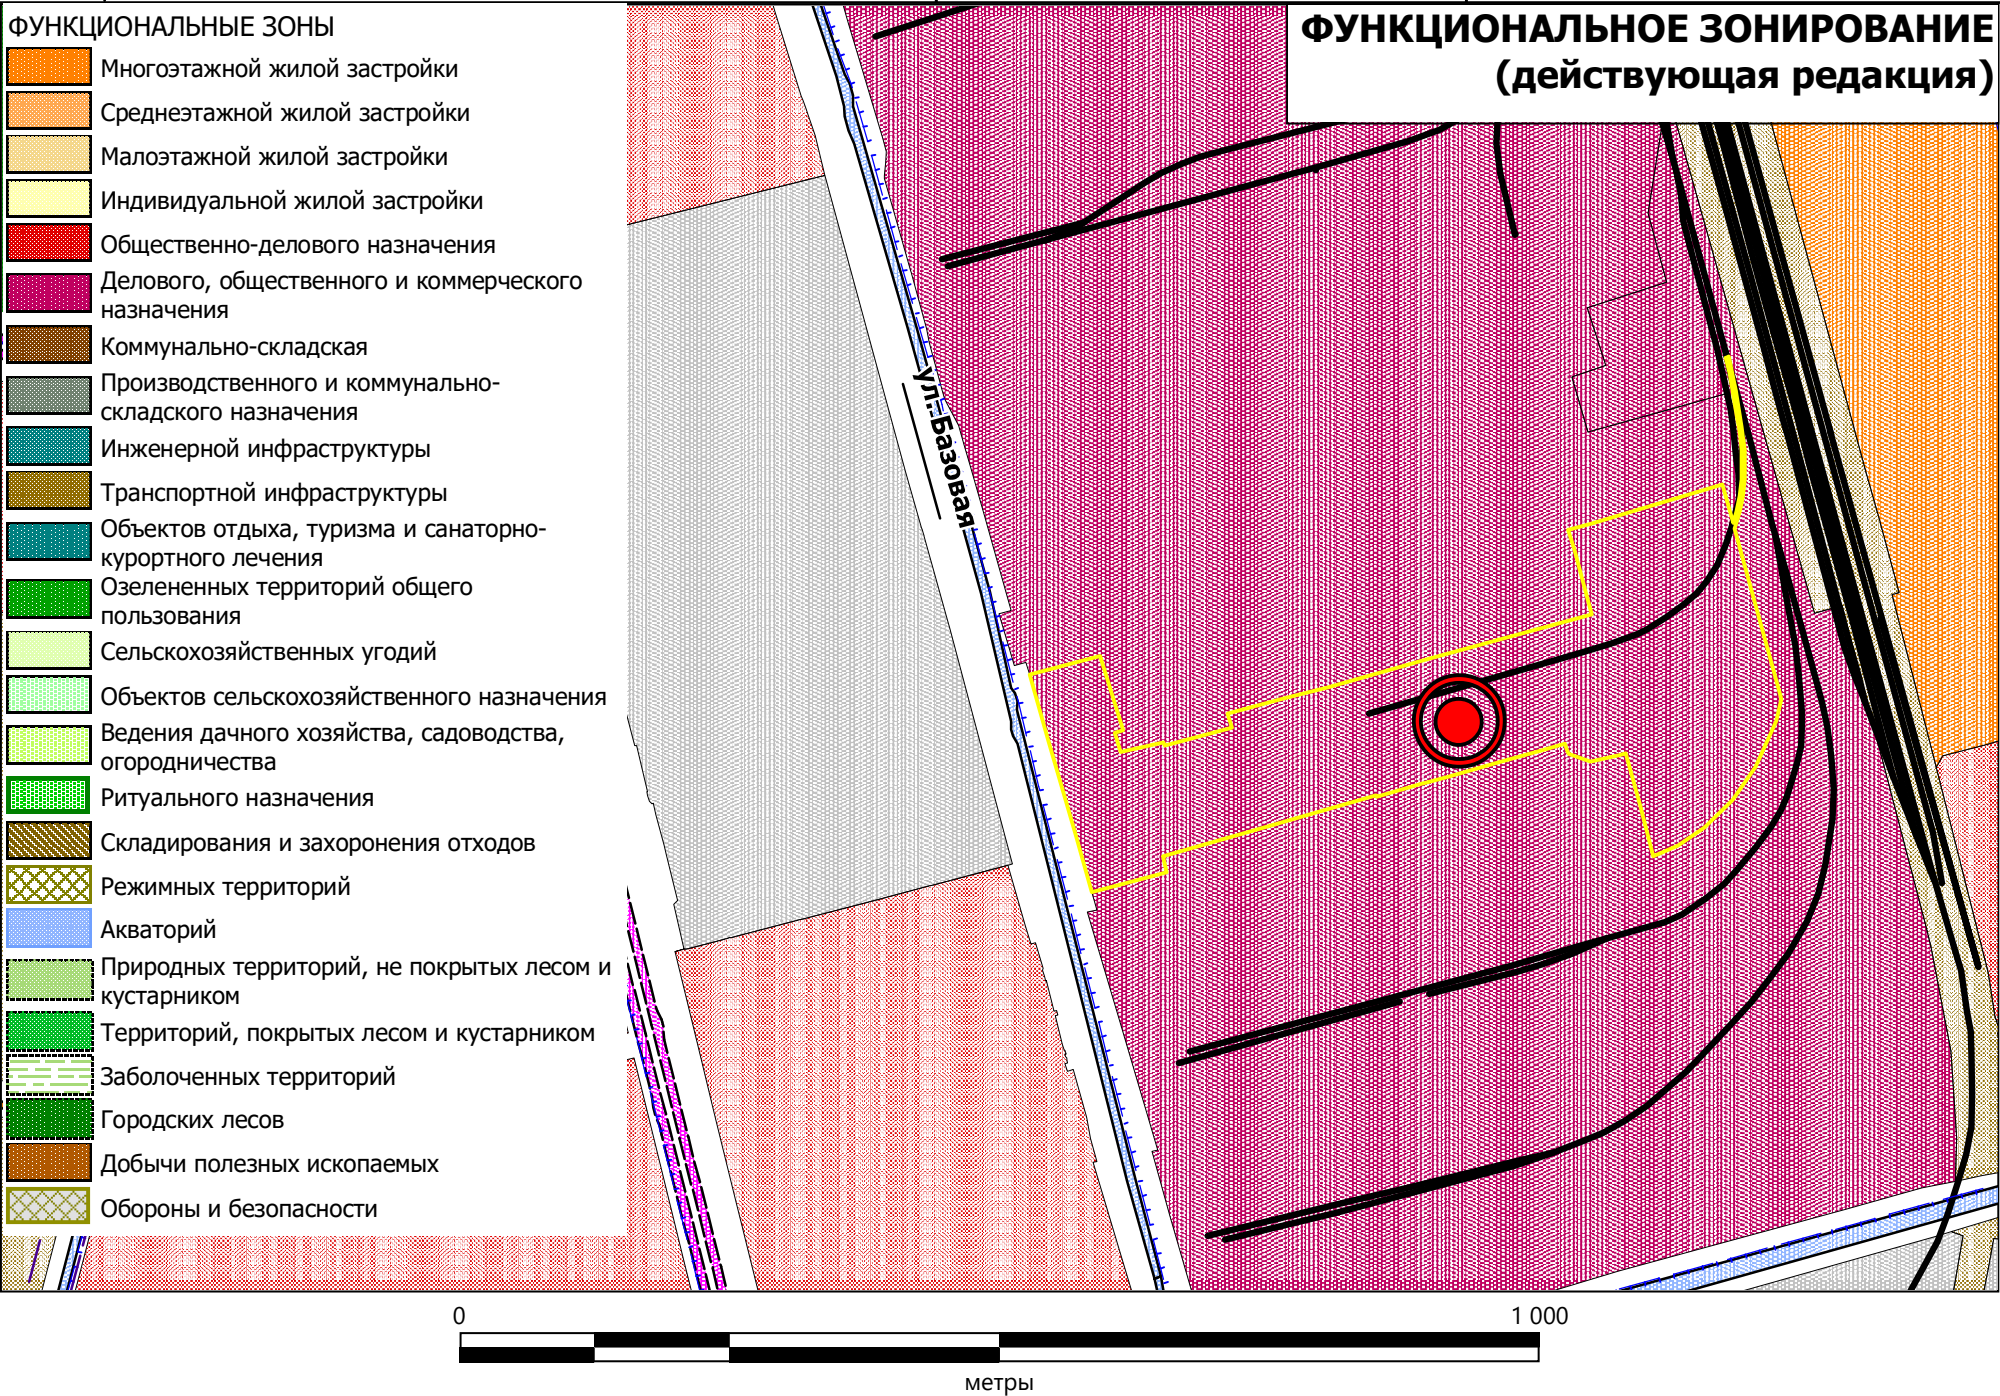 ФУНКЦИОНАЛЬНЫЕ ЗОНЫ
Многоэтажной жилой застройки
Среднеэтажной жилой застройки
Малоэтажной жилой застройки
Индивидуальной жилой застройки
Общественно-делового назначения
Делового, общественного и коммерческого
назначения
Коммунально-складская
Производственного и коммунально-
складского назначения
Инженерной инфраструктуры
Транспортной инфраструктуры
Объектов отдыха, туризма и санаторно-
курортного лечения
Озелененных территорий общего
пользования
Сельскохозяйственных угодий
Объектов сельскохозяйственного назначения
Ведения дачного хозяйства, садоводства,
огородничества
Ритуального назначения
Складирования и захоронения отходов
Режимных территорий
Акваторий
Природных территорий, не покрытых лесом и
кустарником
Территорий, покрытых лесом и кустарником
Заболоченных территорий
Городских лесов
Добычи полезных ископаемых
Обороны и безопасности
ФУНКЦИОНАЛЬНОЕ ЗОНИРОВАНИЕ
(действующая редакция)
ул. Базовая
0
1 000
метры